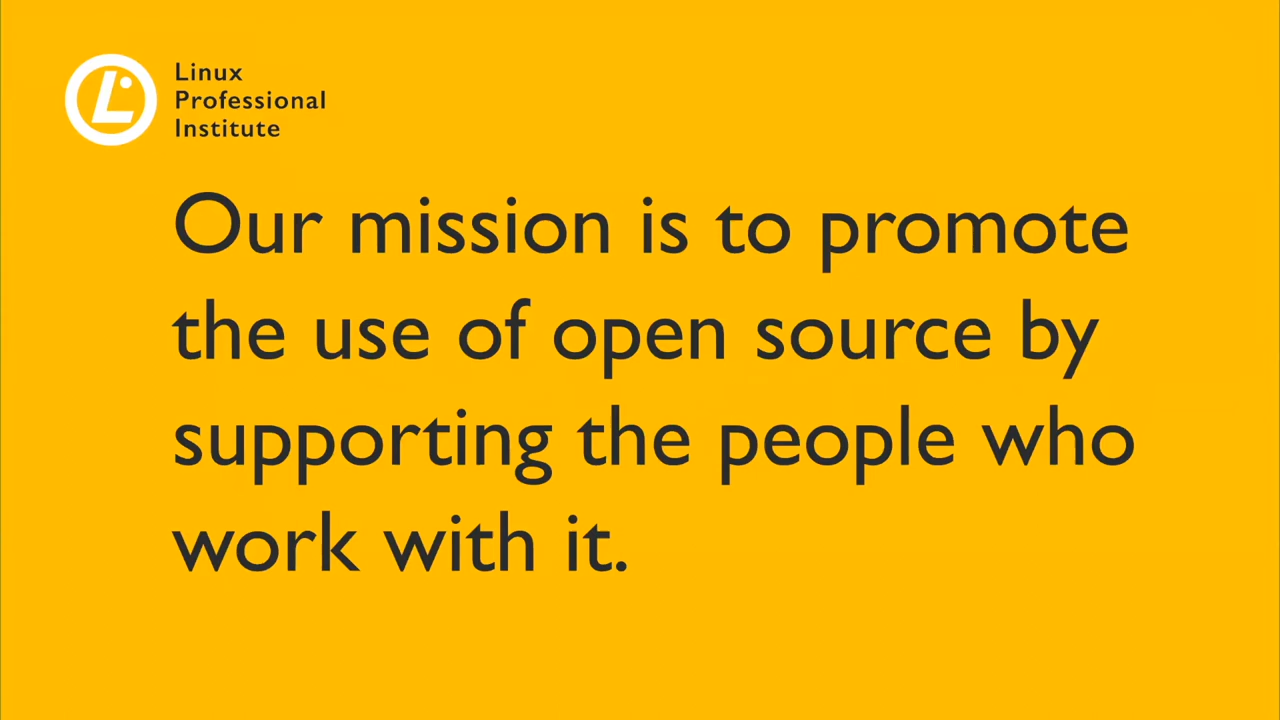 Linux
Professional
Institute
Our mission is to promote
the use of open source by
supporting the people who
work with it.